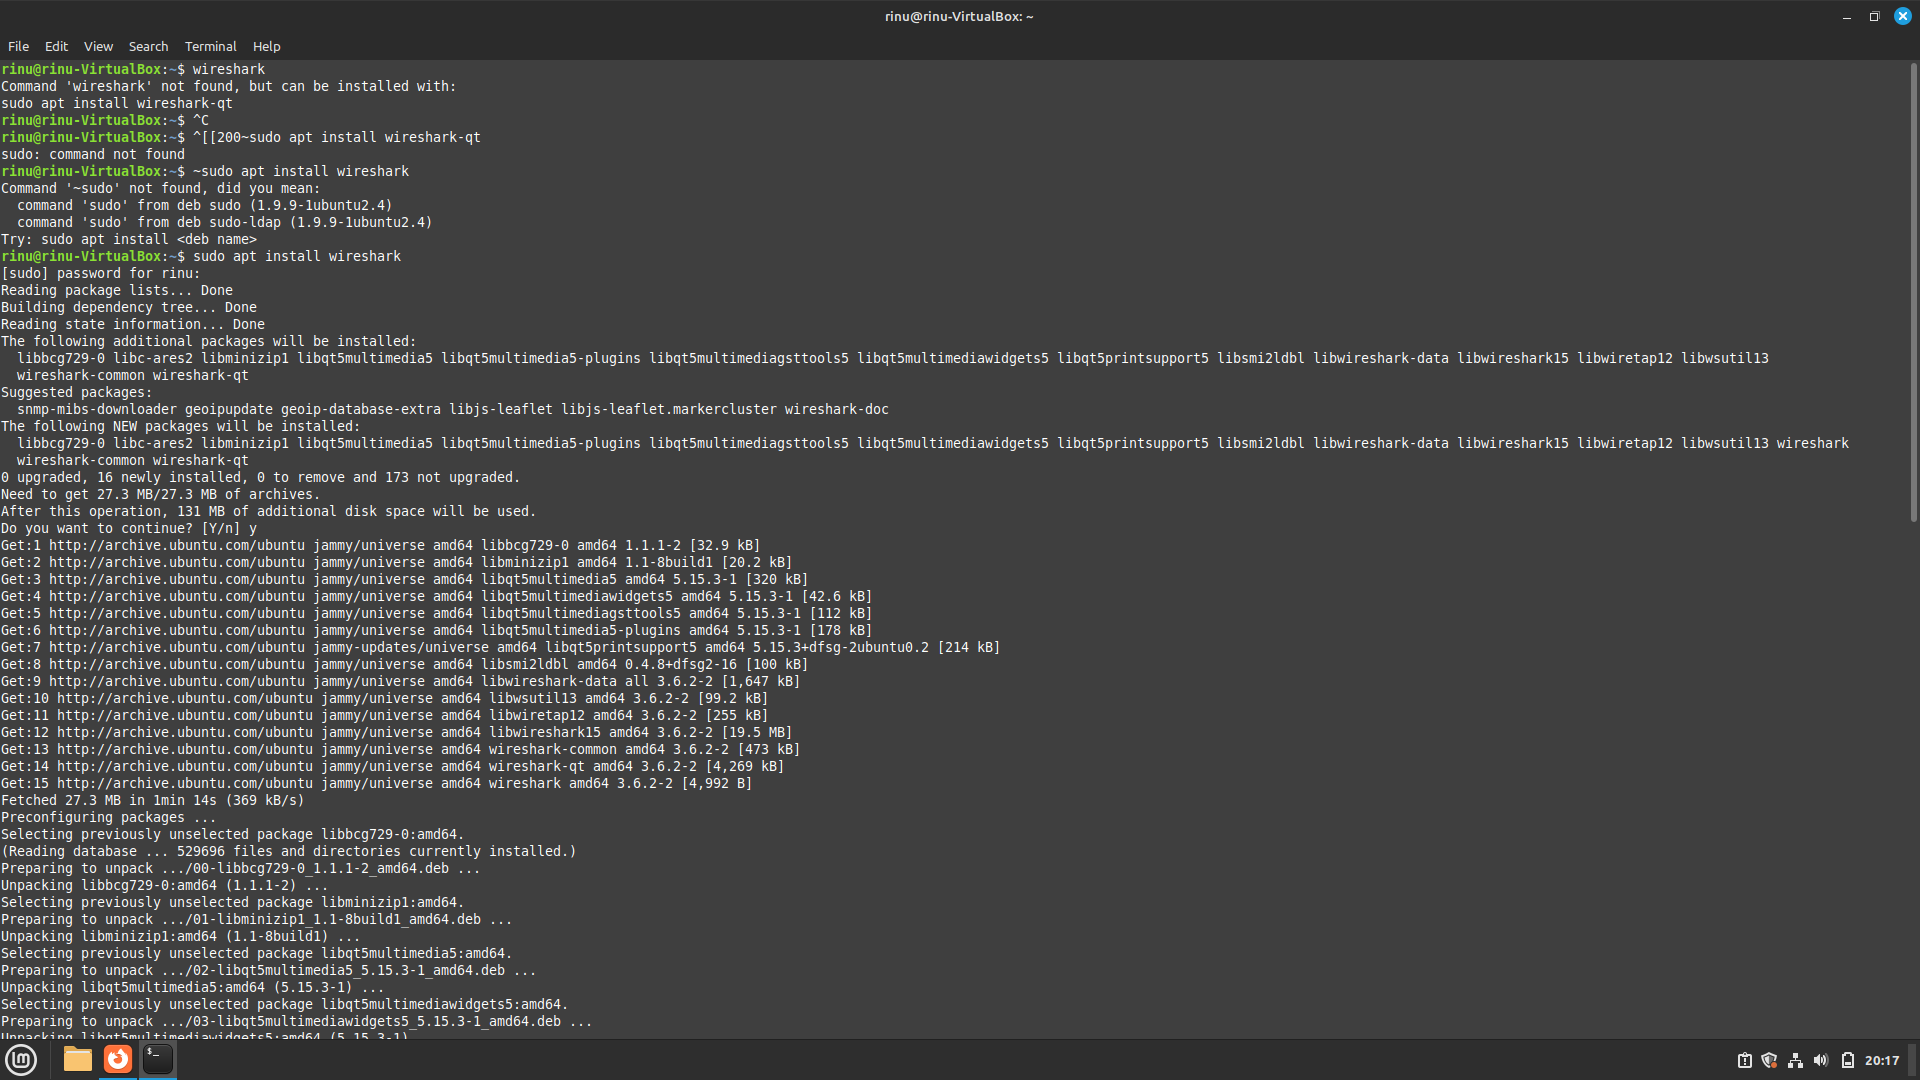 rinu@rinu-VirtualBox: ~
File Edit View Search Terminal Help
rinu@rinu-VirtualBox:~$ wireshark
Command 'wireshark' not found, but can be installed with:
sudo apt install wireshark-qt
rinu@rinu-VirtualBox:~$ ^C
rinu@rinu-VirtualBox:~$ ^[[200~sudo apt install wireshark-qt
sudo: command not found
rinu@rinu-VirtualBox:~$ ~sudo apt install wireshark
Command '~sudo' not found, did you mean:
  command 'sudo' from deb sudo (1.9.9-1ubuntu2.4)
  command 'sudo' from deb sudo-ldap (1.9.9-1ubuntu2.4)
Try: sudo apt install <deb name>
rinu@rinu-VirtualBox:~$ sudo apt install wireshark
[sudo] password for rinu:
Reading package lists... Done
Building dependency tree... Done
Reading state information... Done
The following additional packages will be installed:
  libbcg729-0 libc-ares2 libminizip1 libqt5multimedia5 libqt5multimedia5-plugins libqt5multimediagsttools5 libqt5multimediawidgets5 libqt5printsupport5 libsmi2ldbl libwireshark-data libwireshark15 libwiretap12 libwsutil13
  wireshark-common wireshark-qt
Suggested packages:
  snmp-mibs-downloader geoipupdate geoip-database-extra libjs-leaflet libjs-leaflet.markercluster wireshark-doc
The following NEW packages will be installed:
  libbcg729-0 libc-ares2 libminizip1 libqt5multimedia5 libqt5multimedia5-plugins libqt5multimediagsttools5 libqt5multimediawidgets5 libqt5printsupport5 libsmi2ldbl libwireshark-data libwireshark15 libwiretap12 libwsutil13 wireshark
  wireshark-common wireshark-qt
0 upgraded, 16 newly installed, 0 to remove and 173 not upgraded.
Need to get 27.3 MB/27.3 MB of archives.
After this operation, 131 MB of additional disk space will be used.
Do you want to continue? [Y/n] y
Get:1 http://archive.ubuntu.com/ubuntu jammy/universe amd64 libbcg729-0 amd64 1.1.1-2 [32.9 kB]
Get:2 http://archive.ubuntu.com/ubuntu jammy/universe amd64 libminizip1 amd64 1.1-8build1 [20.2 kB]
Get:3 http://archive.ubuntu.com/ubuntu jammy/universe amd64 libqt5multimedia5 amd64 5.15.3-1 [320 kB]
Get:4 http://archive.ubuntu.com/ubuntu jammy/universe amd64 libqt5multimediawidgets5 amd64 5.15.3-1 [42.6 kB]
Get:5 http://archive.ubuntu.com/ubuntu jammy/universe amd64 libqt5multimediagsttools5 amd64 5.15.3-1 [112 kB]
Get:6 http://archive.ubuntu.com/ubuntu jammy/universe amd64 libqt5multimedia5-plugins amd64 5.15.3-1 [178 kB]
Get:7 http://archive.ubuntu.com/ubuntu jammy-updates/universe amd64 libqt5printsupport5 amd64 5.15.3+dfsg-2ubuntu0.2 [214 kB]
Get:8 http://archive.ubuntu.com/ubuntu jammy/universe amd64 libsmi2ldbl amd64 0.4.8+dfsg2-16 [100 kB]
Get:9 http://archive.ubuntu.com/ubuntu jammy/universe amd64 libwireshark-data all 3.6.2-2 [1,647 kB]
Get:10 http://archive.ubuntu.com/ubuntu jammy/universe amd64 libwsutil13 amd64 3.6.2-2 [99.2 kB]
Get:11 http://archive.ubuntu.com/ubuntu jammy/universe amd64 libwiretap12 amd64 3.6.2-2 [255 kB]
Get:12 http://archive.ubuntu.com/ubuntu jammy/universe amd64 libwireshark15 amd64 3.6.2-2 [19.5 MB]
Get:13 http://archive.ubuntu.com/ubuntu jammy/universe amd64 wireshark-common amd64 3.6.2-2 [473 kB]
Get:14 http://archive.ubuntu.com/ubuntu jammy/universe amd64 wireshark-qt amd64 3.6.2-2 [4,269 kB]
Get:15 http://archive.ubuntu.com/ubuntu jammy/universe amd64 wireshark amd64 3.6.2-2 [4,992 B]
Fetched 27.3 MB in 1min 14s (369 kB/s)
Preconfiguring packages ...
Selecting previously unselected package libbcg729-0:amd64.
(Reading database ... 529696 files and directories currently installed.)
Preparing to unpack .../00-libbcg729-0_1.1.1-2_amd64.deb ...
Unpacking libbcg729-0:amd64 (1.1.1-2) ...
Selecting previously unselected package libminizip1:amd64.
Preparing to unpack .../01-libminizip1_1.1-8build1_amd64.deb ...
Unpacking libminizip1:amd64 (1.1-8build1) ...
Selecting previously unselected package libqt5multimedia5:amd64.
Preparing to unpack .../02-libqt5multimedia5_5.15.3-1_amd64.deb ...
Unpacking libqt5multimedia5:amd64 (5.15.3-1) ...
Selecting previously unselected package libqt5multimediawidgets5:amd64.
Preparing to unpack .../03-libqt5multimediawidgets5_5.15.3-1_amd64.deb ...
Unpacking libqt5multimediawidgets5:amd64 (5.15.3-1)
20:17